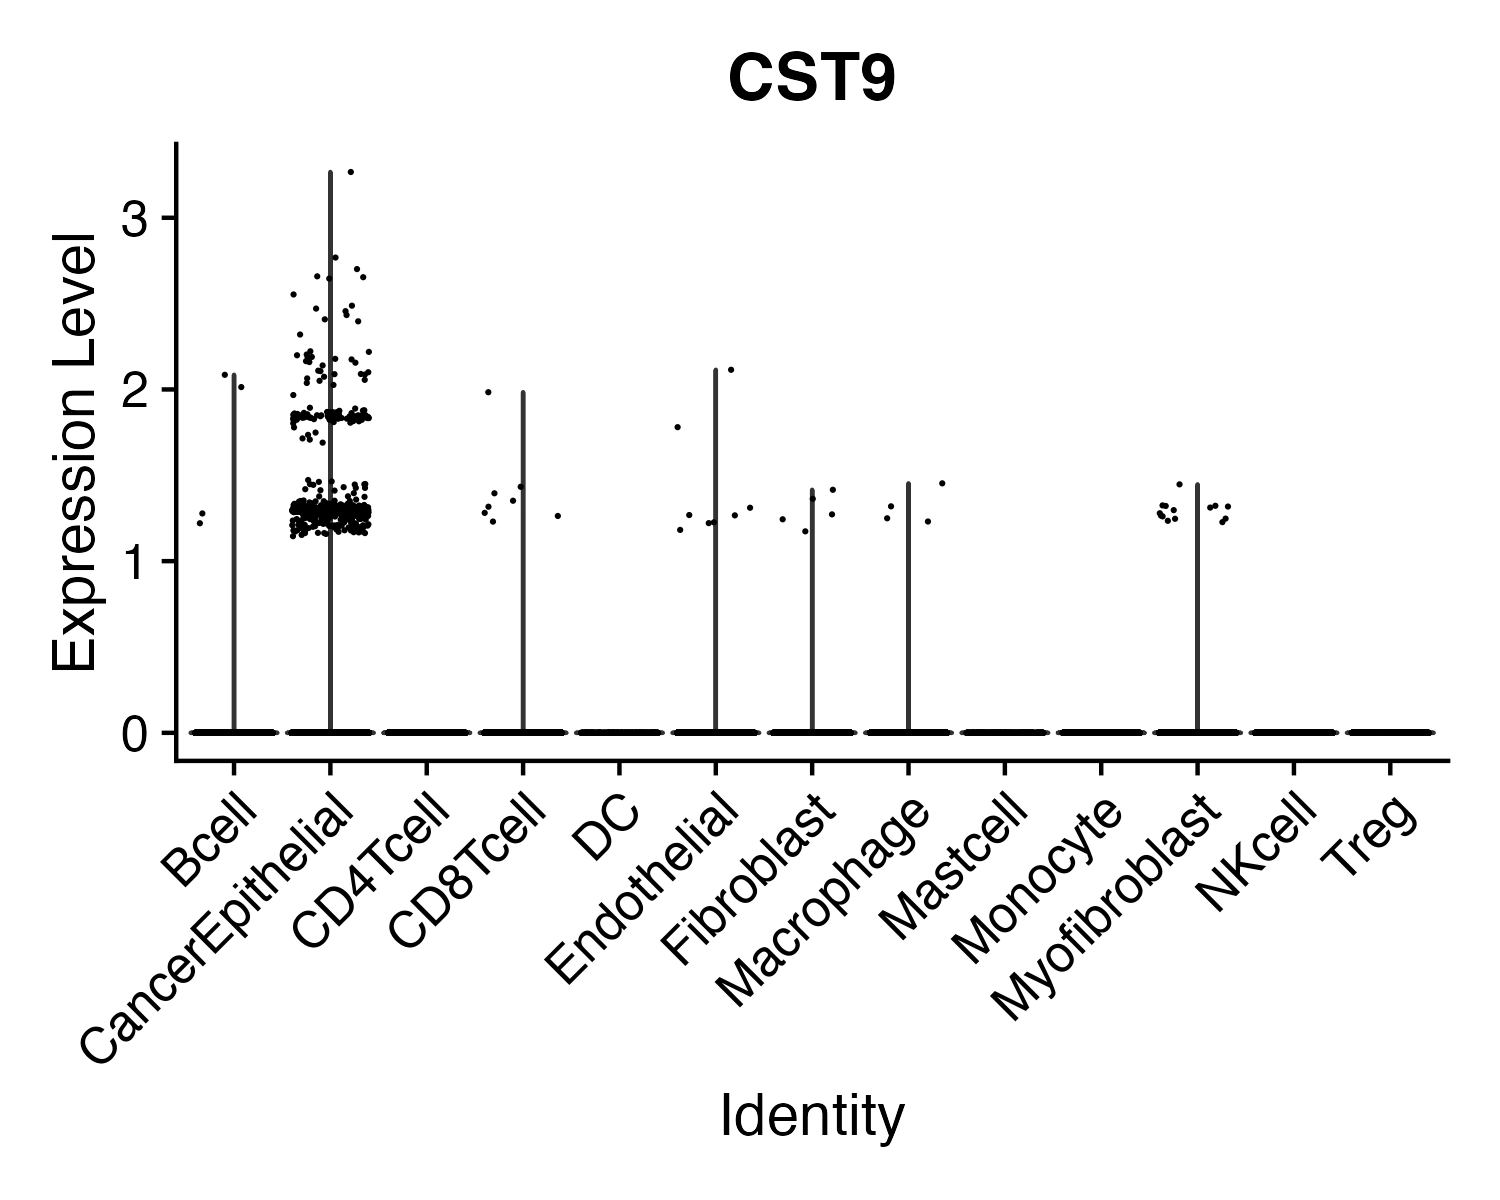 CST9
Expression Level
3
2
1
0
Bcell
CancerEpithelial
CD4Tcell
CD8Tcell
DC
Endothelial
Fibroblast
Macrophage
Mastcell
Monocyte
Myofibroblast
NKcell
Treg
Identity